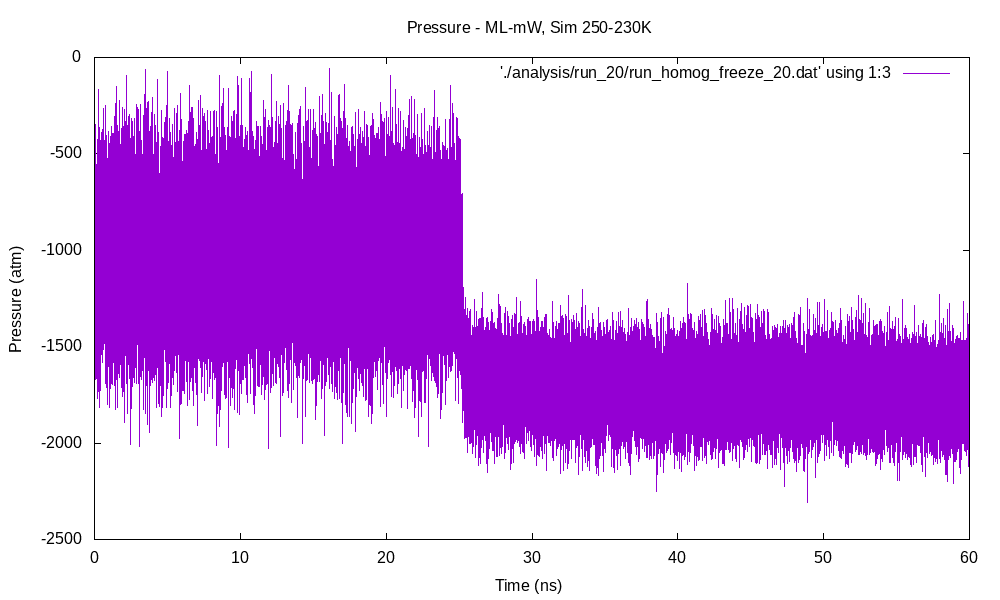 Pressure - ML-mW, Sim 250-230K
'./analysis/run_20/run_homog_freeze_20.dat' using 1:3
0
-500
-1000
-1500
-2000
-2500
Pressure (atm)
0 10 20 30 40 50 60
Time (ns)